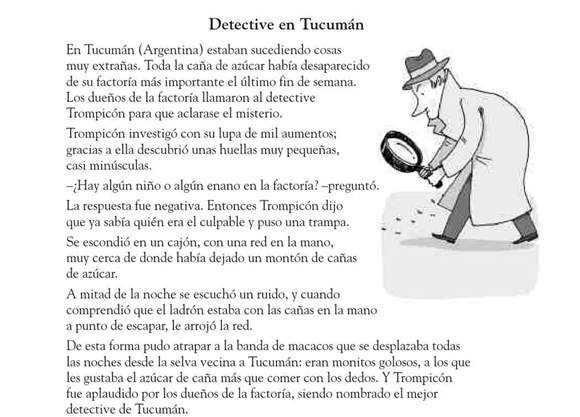 Detective en Tucumán
En Tucumán (Argentina) estaban sucediendo cosas
muy extrañas. Toda la caña de azúcar había desaparecido
de su factoría más importante el último fin de semana.
Los dueños de la factoría llamaron al detective
Trompicón para que aclarase el misterio.
Trompicón investigó con su lupa de mil aumentos;
gracias a ella descubrió unas huellas muy pequeñas,
casi minúsculas.
–¿Hay algún niño o algún enano en la factoría? –preguntó.
La respuesta fue negativa. Entonces Trompicón dijo
que ya sabía quién era el culpable y puso una trampa.
Se escondió en un cajón, con una red en la mano,
muy cerca de donde había dejado un montón de cañas
de azúcar.
A mitad de la noche se escuchó un ruido, y cuando
comprendió que el ladrón estaba con las cañas en la mano
a punto de escapar, le arrojó la red.
De esta forma pudo atrapar a la banda de macacos que se desplazaba todas
las noches desde la selva vecina a Tucumán: eran monitos golosos, a los que
les gustaba el azúcar de caña más que comer con los dedos. Y Trompicón
fue aplaudido por los dueños de la factoría, siendo nombrado el mejor
detective de Tucumán.